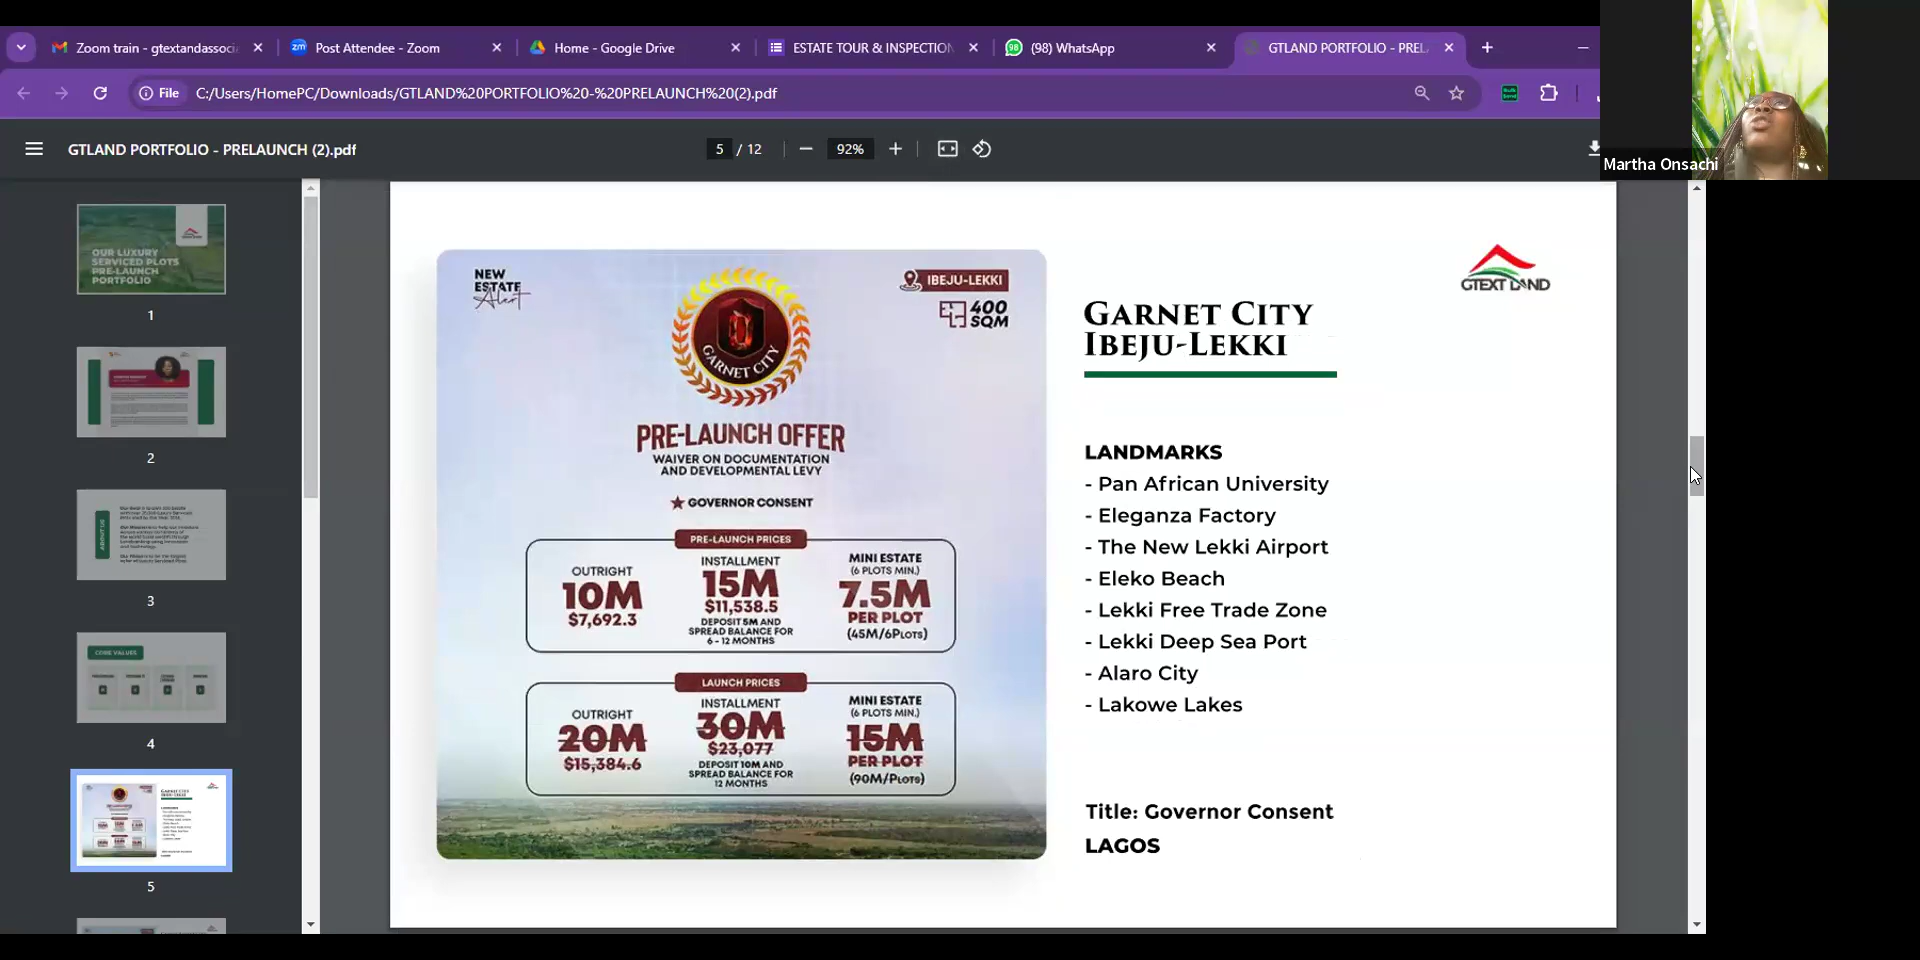 Zoom train - gtextandassoci
Post Attendee - Zoom
Home - Google Drive
ESTATE TOUR & INSPECTION
(98) WhatsApp
GTLAND PORTFOLIO - PREL
File
C:/Users/HomePC/Downloads/GTLAND%20PORTFOLIO%20-%20PRELAUNCH%20(2).pdf
GTLAND PORTFOLIO - PRELAUNCH (2).pdf
5 / 12
92%
Martha Onsachi
OUR LUXURY
SERVICED PLOTS
PRE-LAUNCH
PORTFOLIO
1
2
ABOUT US
3
CORE VALUES
4
5
NEW
ESTATE
Alert
GARNET CITY
IBEJU-LEKKI
400
SQM
PRE-LAUNCH OFFER
WAIVER ON DOCUMENTATION
AND DEVELOPMENTAL LEVY
GOVERNOR CONSENT
PRE-LAUNCH PRICES
OUTRIGHT
10M
$7,692.3
INSTALLMENT
15M
$11,538.5
DEPOSIT 5M AND
SPREAD BALANCE FOR
6 - 12 MONTHS
MINI ESTATE
(6 PLOTS MIN.)
7.5M
PER PLOT
(45M/6PLOTS)
LAUNCH PRICES
OUTRIGHT
20M
$15,384.6
INSTALLMENT
30M
$23,077
DEPOSIT 10M AND
SPREAD BALANCE FOR
12 MONTHS
MINI ESTATE
(6 PLOTS MIN.)
15M
PER PLOT
(90M/PLOTS)
GTEXT LAND
GARNET CITY
IBEJU-LEKKI
LANDMARKS
- Pan African University
- Eleganza Factory
- The New Lekki Airport
- Eleko Beach
- Lekki Free Trade Zone
- Lekki Deep Sea Port
- Alaro City
- Lakowe Lakes
Title: Governor Consent
LAGOS